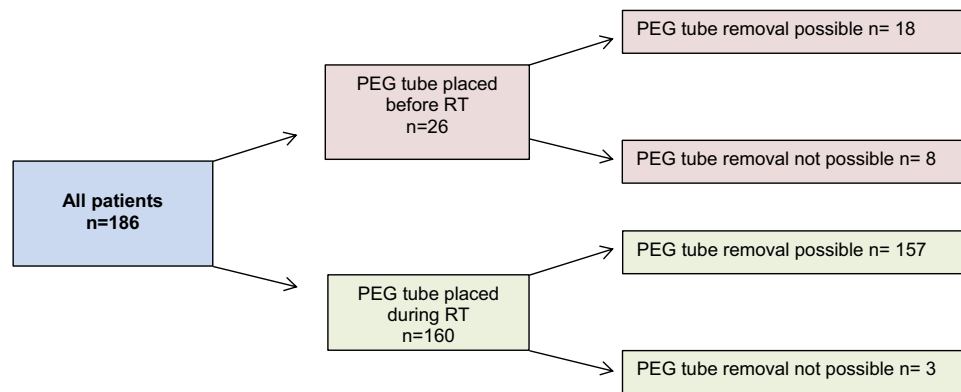 PEG tube removal possible n= 18
PEG tube placed
before RT
n=26
PEG tube removal not possible n= 8
All patients
n=186
PEG tube removal possible n= 157
PEG tube placed
during RT
n=160
PEG tube removal not possible n= 3